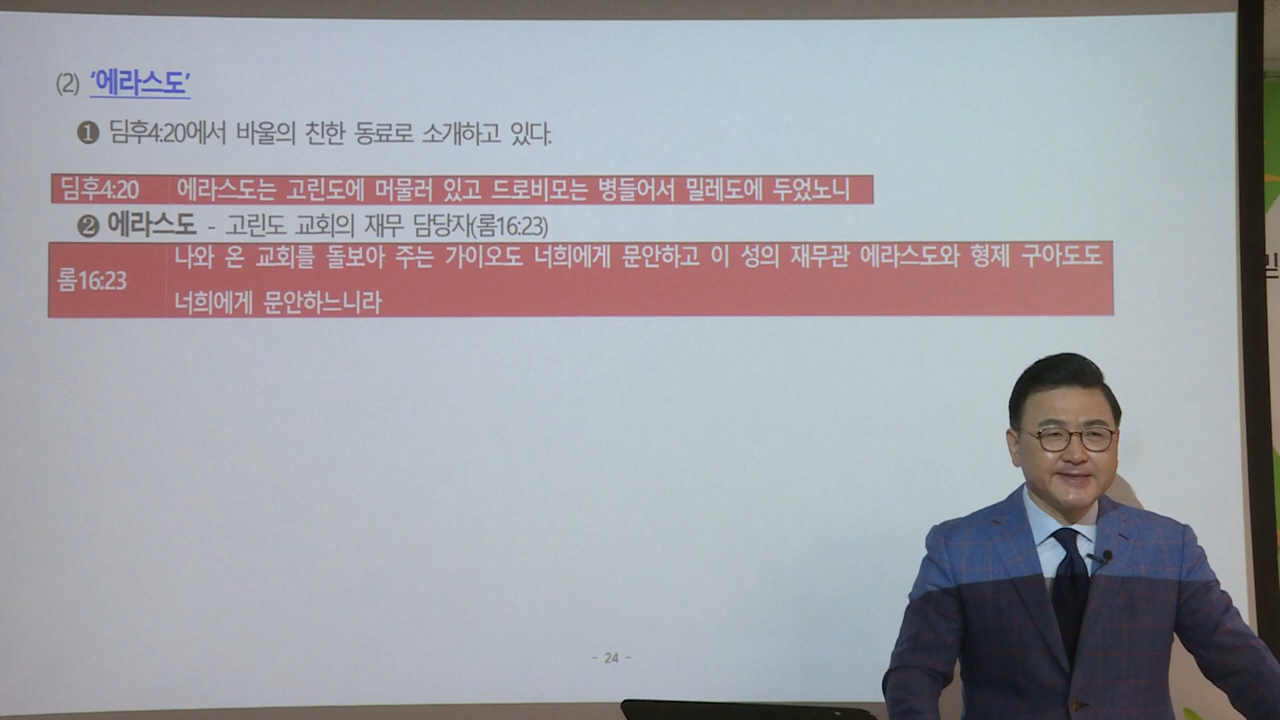 (2) ‘에라스도’
❶ 딤후4:20에서 바울의 친한 동료로 소개하고 있다.
딤후4:20 에라스도는 고린도에 머물러 있고 드로비모는 병들어서 밀레도에 두었노니
❷ 에라스도 - 고린도 교회의 재무 담당자(롬16:23)
롬16:23 나와 온 교회를 돌보아 주는 가이오도 너희에게 문안하고 이 성의 재무관 에라스도와 형제 구아도도
너희에게 문안하느니라
- 24 -